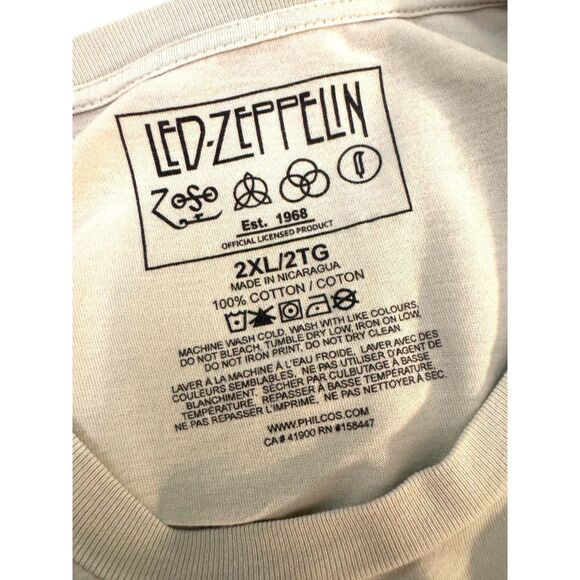 LED-ZEPPELIN
ZoSo
Est. 1968
OFFICIAL LICENSED PRODUCT
2XL/2TG
MADE IN NICARAGUA
100% COTTON / COTON
MACHINE WASH COLD, WASH WITH LIKE COLOURS,
DO NOT BLEACH, TUMBLE DRY LOW, IRON ON LOW,
DO NOT IRON PRINT, DO NOT DRY CLEAN
LAVER À LA MACHINE À L'EAU FROIDE, LAVER AVEC DES
COULEURS SEMBLABLES. NE PAS UTILISER D'AGENT DE
BLANCHIMENT. SÉCHER PAR CULBUTAGE À BASSE
TEMPÉRATURE. REPASSER À BASSE TEMPÉRATURE,
NE PAS REPASSER L'IMPRIMÉ, NE PAS NETTOYER À SEC.
WWW.PHILCOS.COM
CA# 41900 RN #158447